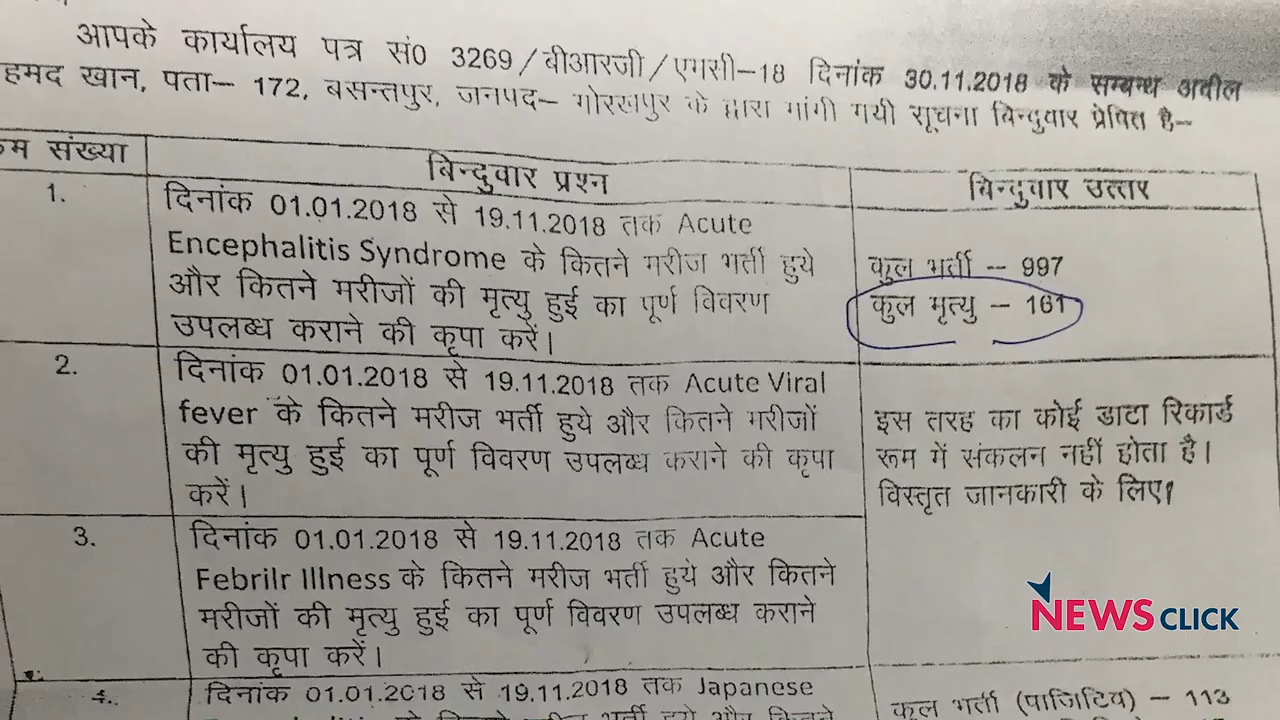 आपके कार्यालय पत्र सं0 3269/बीआरजी/एमसी-18 दिनांक 30.11.2018 के सम्बन्ध अदील
हमद खान, पता- 172, बसन्तपुर, जनपद- गोरखपुर के द्वारा मांगी गयी सूचना बिन्दुवार प्रेषित है--
म संख्या
बिन्दुवार प्रश्न
बिन्दुवार उत्तर
1.
दिनांक 01.01.2018 से 19.11.2018 तक Acute
Encephalitis Syndrome के कितने मरीज भर्ती हुये
और कितने मरीजों की मृत्यु हुई का पूर्ण विवरण
उपलब्ध कराने की कृपा करें।
कुल भर्ती -- 997
कुल मृत्यु - 161
2.
दिनांक 01.01.2018 से 19.11.2018 तक Acute Viral
fever के कितने मरीज भर्ती हुये और कितने मरीजों
की मृत्यु हुई का पूर्ण विवरण उपलब्ध कराने की कृपा
करें।
इस तरह का कोई डाटा रिकार्ड
रूम में संकलन नहीं होता है।
विस्तृत जानकारी के लिए।
3.
दिनांक 01.01.2018 से 19.11.2018 तक Acute
Febrilr Illness के कितने मरीज भर्ती हुये और कितने
मरीजों की मृत्यु हुई का पूर्ण विवरण उपलब्ध कराने
की कृपा करें।
4.
दिनांक 01.01.2018 से 19.11.2018 तक Japanese
कुल भर्ती (पाजिटिव) - 113
NEWSCLICK